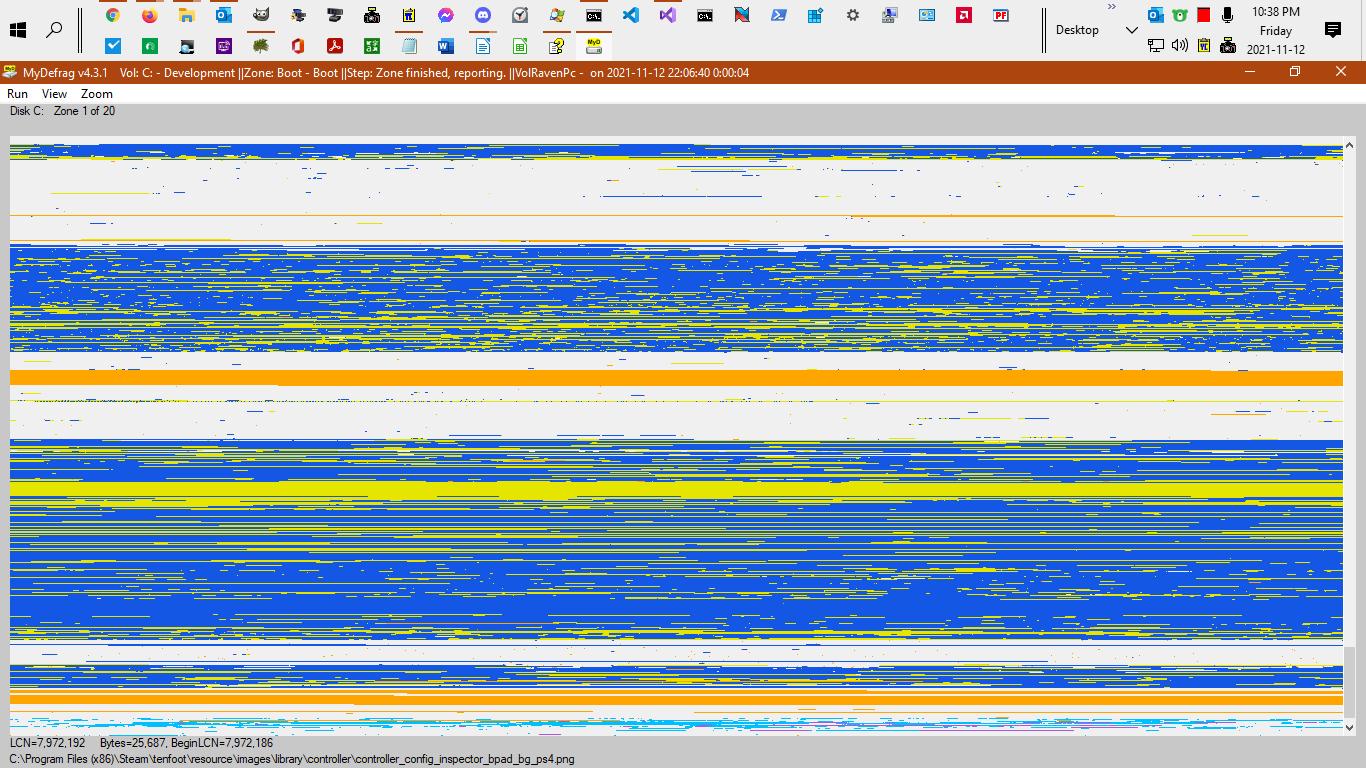 10:38 PM
Friday
2021-11-12
Desktop
MyDefrag v4.3.1 Vol: C: - Development ||Zone: Boot - Boot ||Step: Zone finished, reporting. ||VolRavenPc - on 2021-11-12 22:06:40 0:00:04
Run View Zoom
Disk C: Zone 1 of 20
LCN=7,972,192 Bytes=25,687, BeginLCN=7,972,186
C:\Program Files (x86)\Steam\tenfoot\resource\images\library\controller\controller_config_inspector_bpad_bg_ps4.png